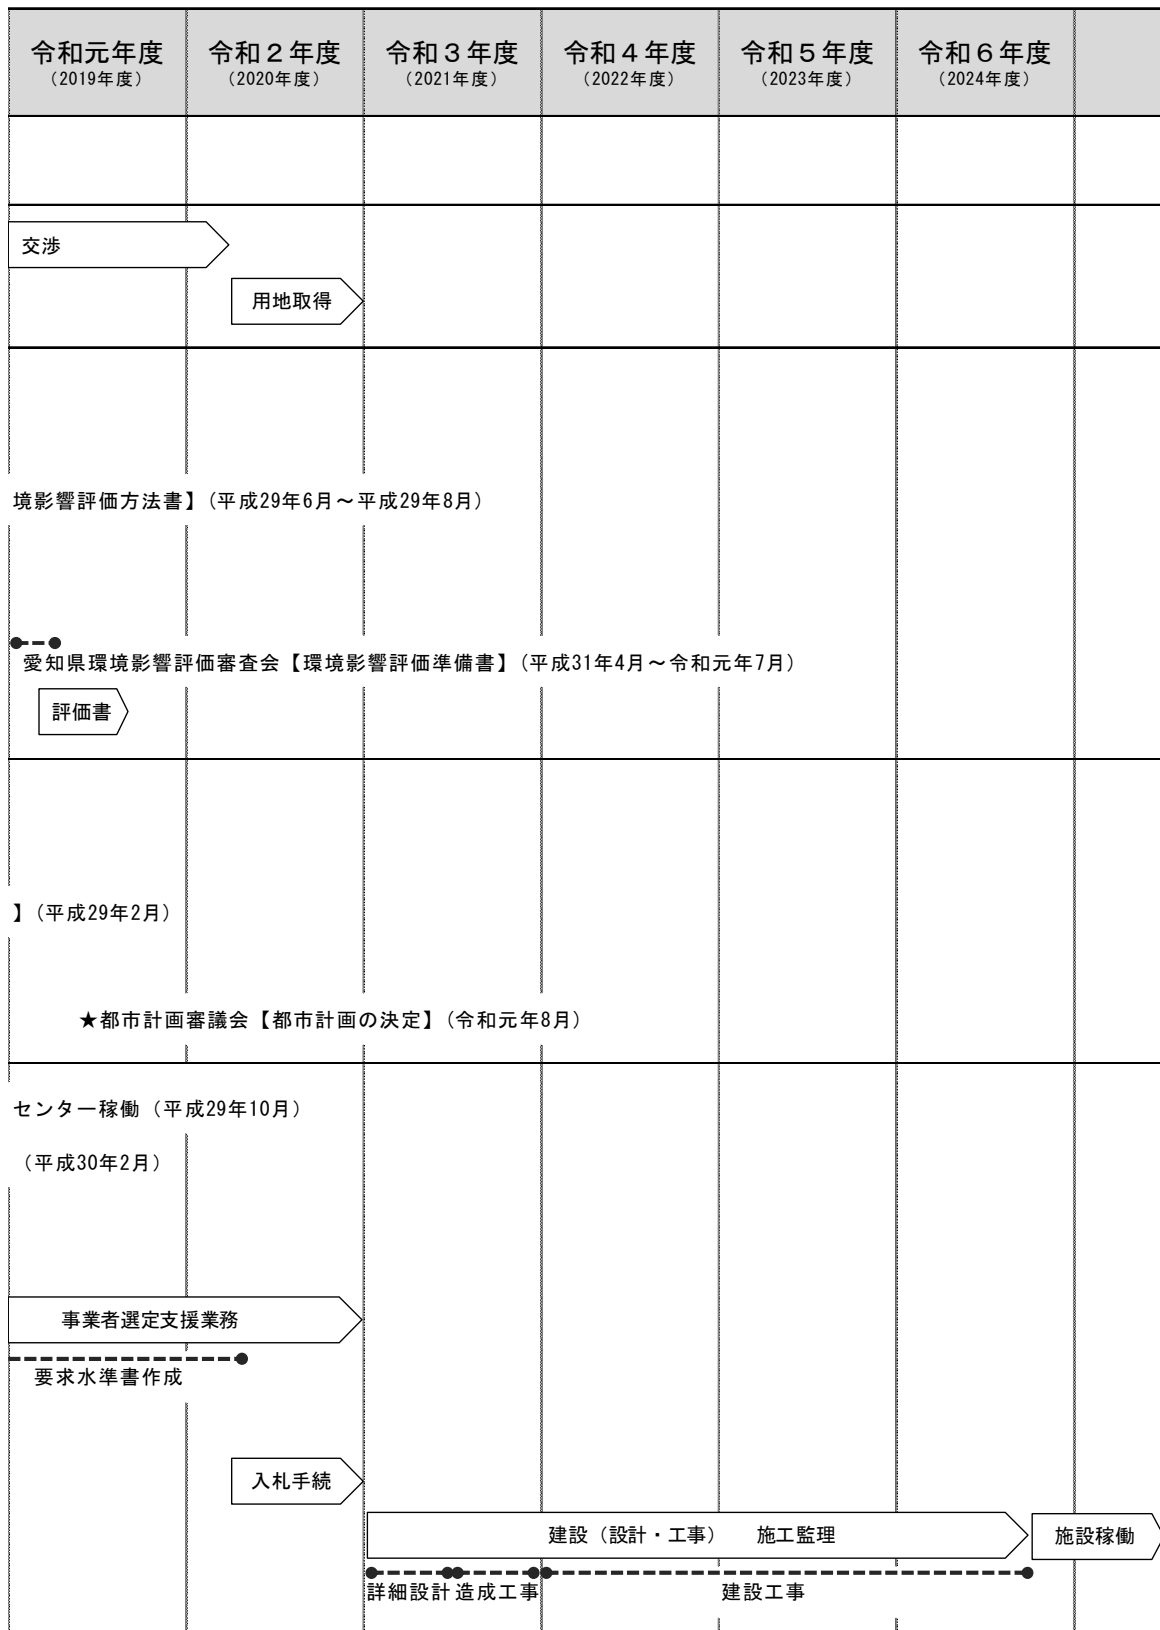 令和元年度 令和２年度 令和３年度 令和４年度 令和５年度 令和６年度
（2019年度） （2020年度） （2021年度） （2022年度） （2023年度） （2024年度）
交渉
用地取得
境影響評価方法書】（平成29年6月～平成29年8月）
愛知県環境影響評価審査会【環境影響評価準備書】（平成31年4月～令和元年7月）
評価書
】（平成29年2月）
★都市計画審議会【都市計画の決定】（令和元年8月）
センター稼働（平成29年10月）
（平成30年2月）
事業者選定支援業務
要求水準書作成
入札手続
建設（設計・工事） 施工監理 施設稼働
詳細設計 造成工事 建設工事